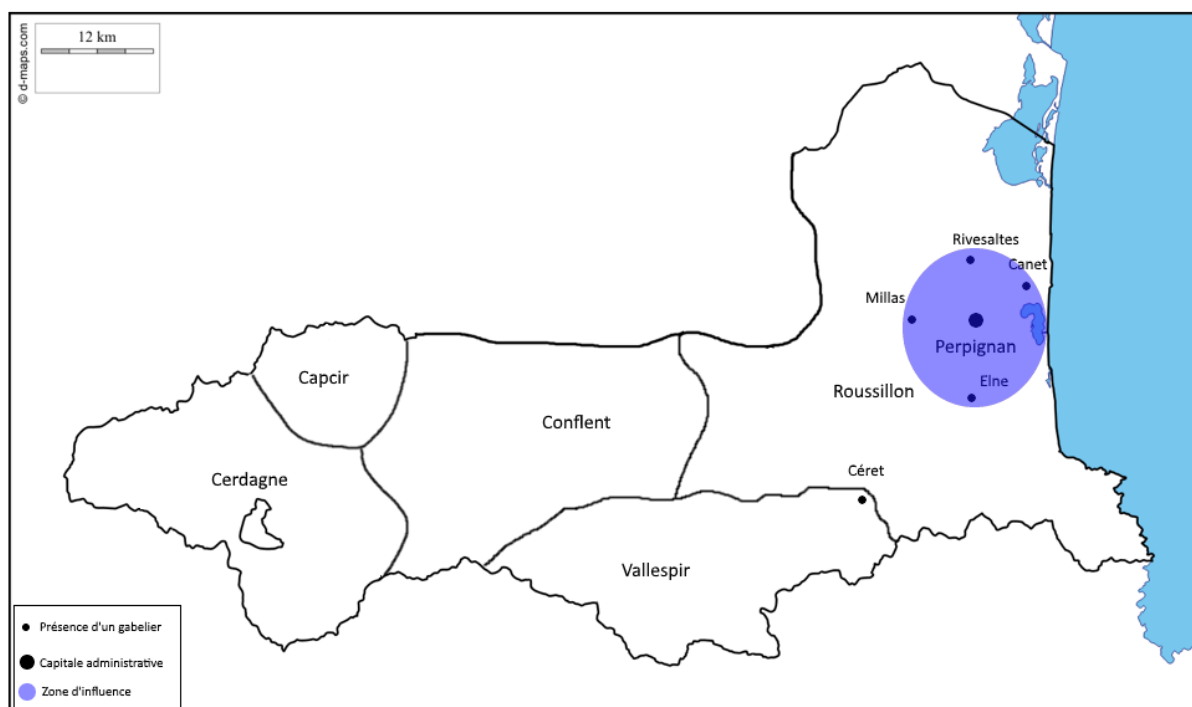 12 km
© d-maps.com
Rivesaltes
Canet
Millas
Perpignan
Capcir
Elne
Roussillon
Conflent
Céret
Cerdagne
Vallespir
Présence d'un gabelier
Capitale administrative
Zone d'influence